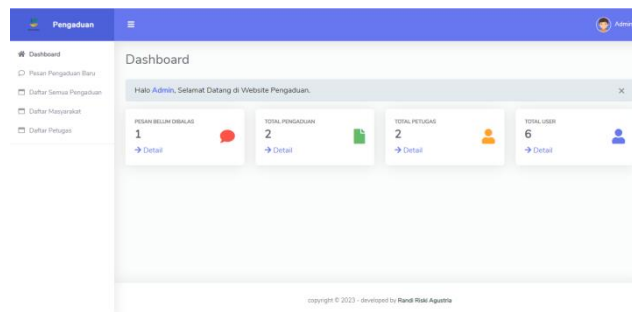 Pengaduan
Admin
Dashboard
Pesan Pengaduan Baru
Daftar Semua Pengaduan
Daftar Masyarakat
Daftar Petugas
Dashboard
Halo Admin, Selamat Datang di Website Pengaduan.
×
PESAN BELUM DIBALAS
1
→ Detail
TOTAL PENGADUAN
2
→ Detail
TOTAL PETUGAS
2
→ Detail
TOTAL USER
6
→ Detail
copyright © 2023 - developed by Randi Riski Agustria